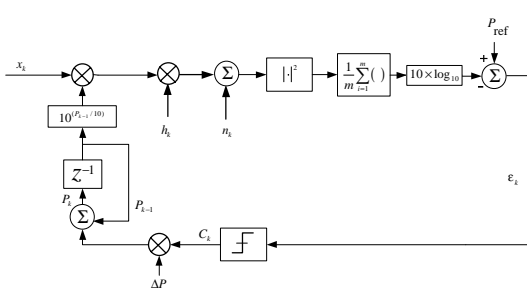 P_ref
x_k
Σ
|·|²
1/m Σ_{i=1}^{m} ( )
10×log₁₀
+
Σ
-
10^(P_{k-1}/10)
h_k
n_k
Z⁻¹
ε_k
P_k
P_{k-1}
Σ
C_k
ΔP